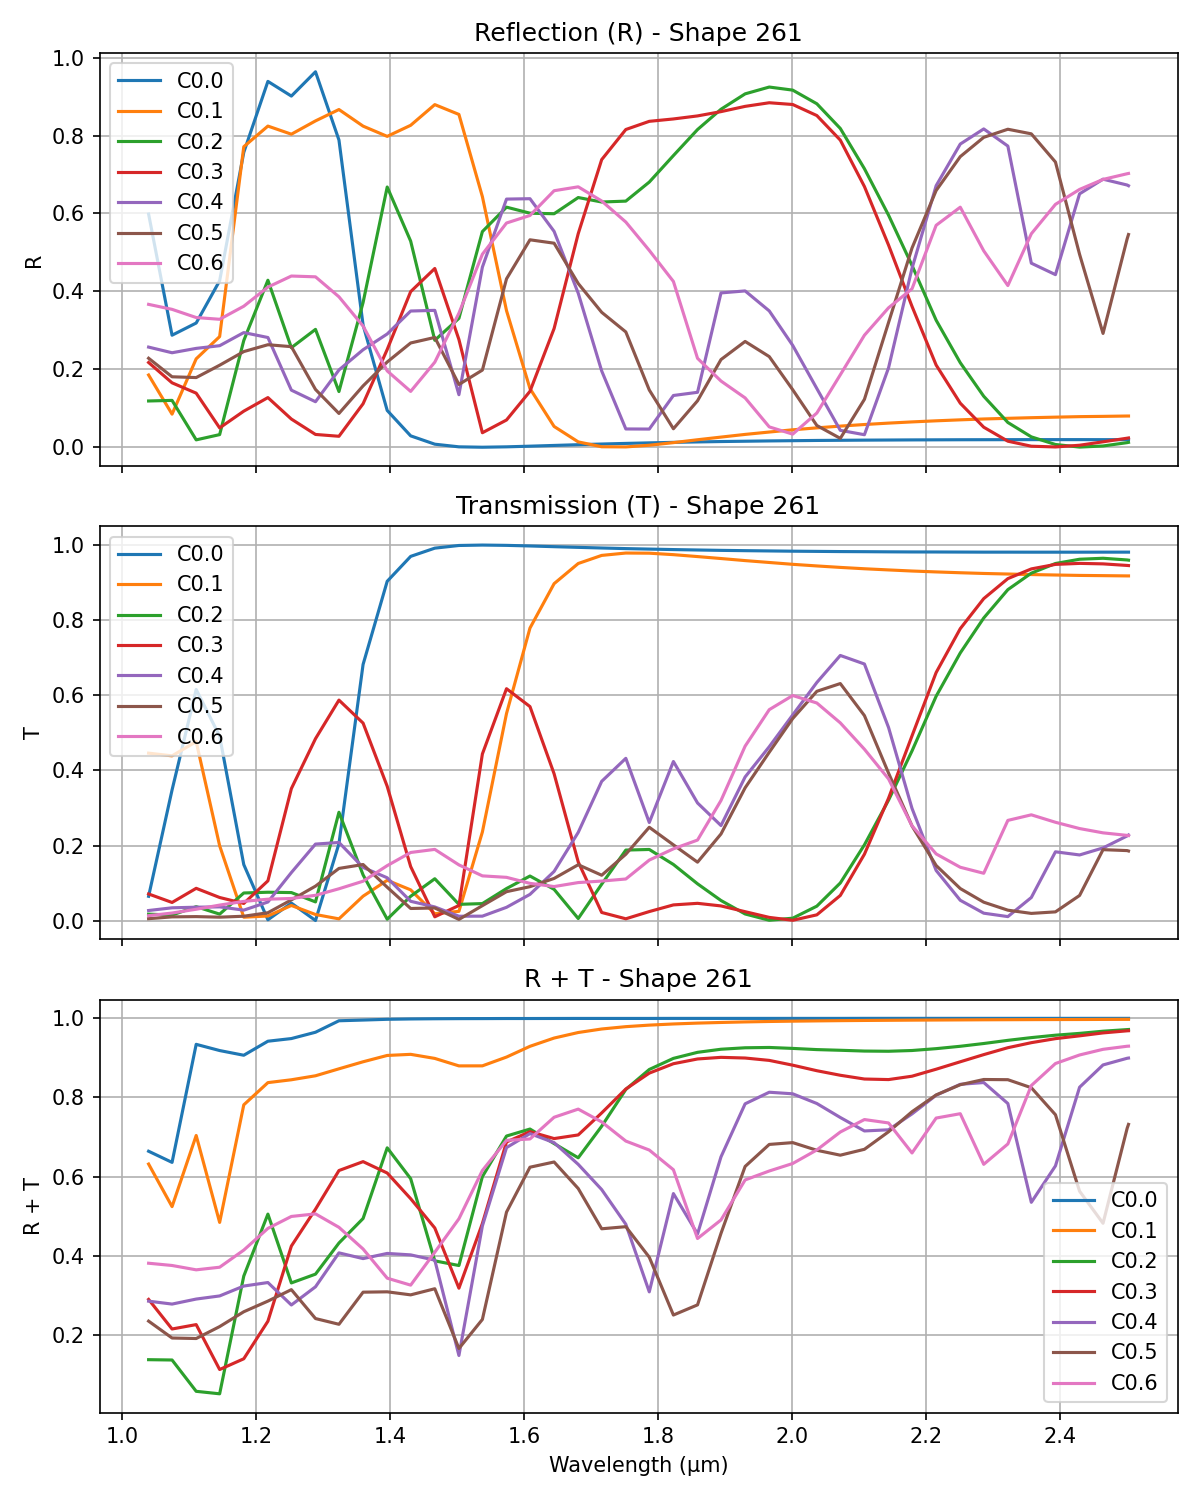 Reflection (R) - Shape 261
1.0
0.8
0.6
0.4
0.2
0.0
R
C0.0
C0.1
C0.2
C0.3
C0.4
C0.5
C0.6
Transmission (T) - Shape 261
1.0
0.8
0.6
0.4
0.2
0.0
T
C0.0
C0.1
C0.2
C0.3
C0.4
C0.5
C0.6
R + T - Shape 261
1.0
0.8
0.6
0.4
0.2
R + T
C0.0
C0.1
C0.2
C0.3
C0.4
C0.5
C0.6
1.0 1.2 1.4 1.6 1.8 2.0 2.2 2.4
Wavelength (μm)